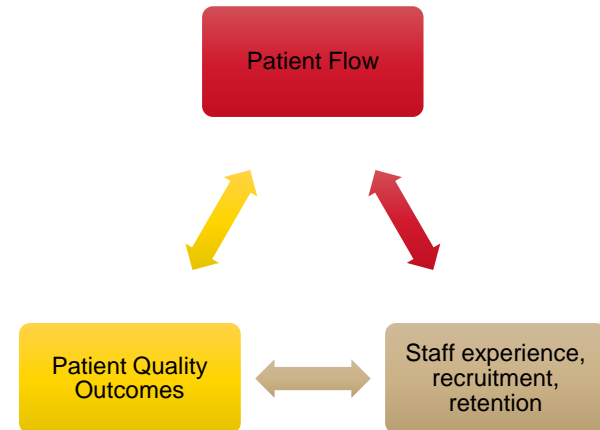 Patient Flow
Patient Quality
Outcomes
Staff experience,
recruitment,
retention